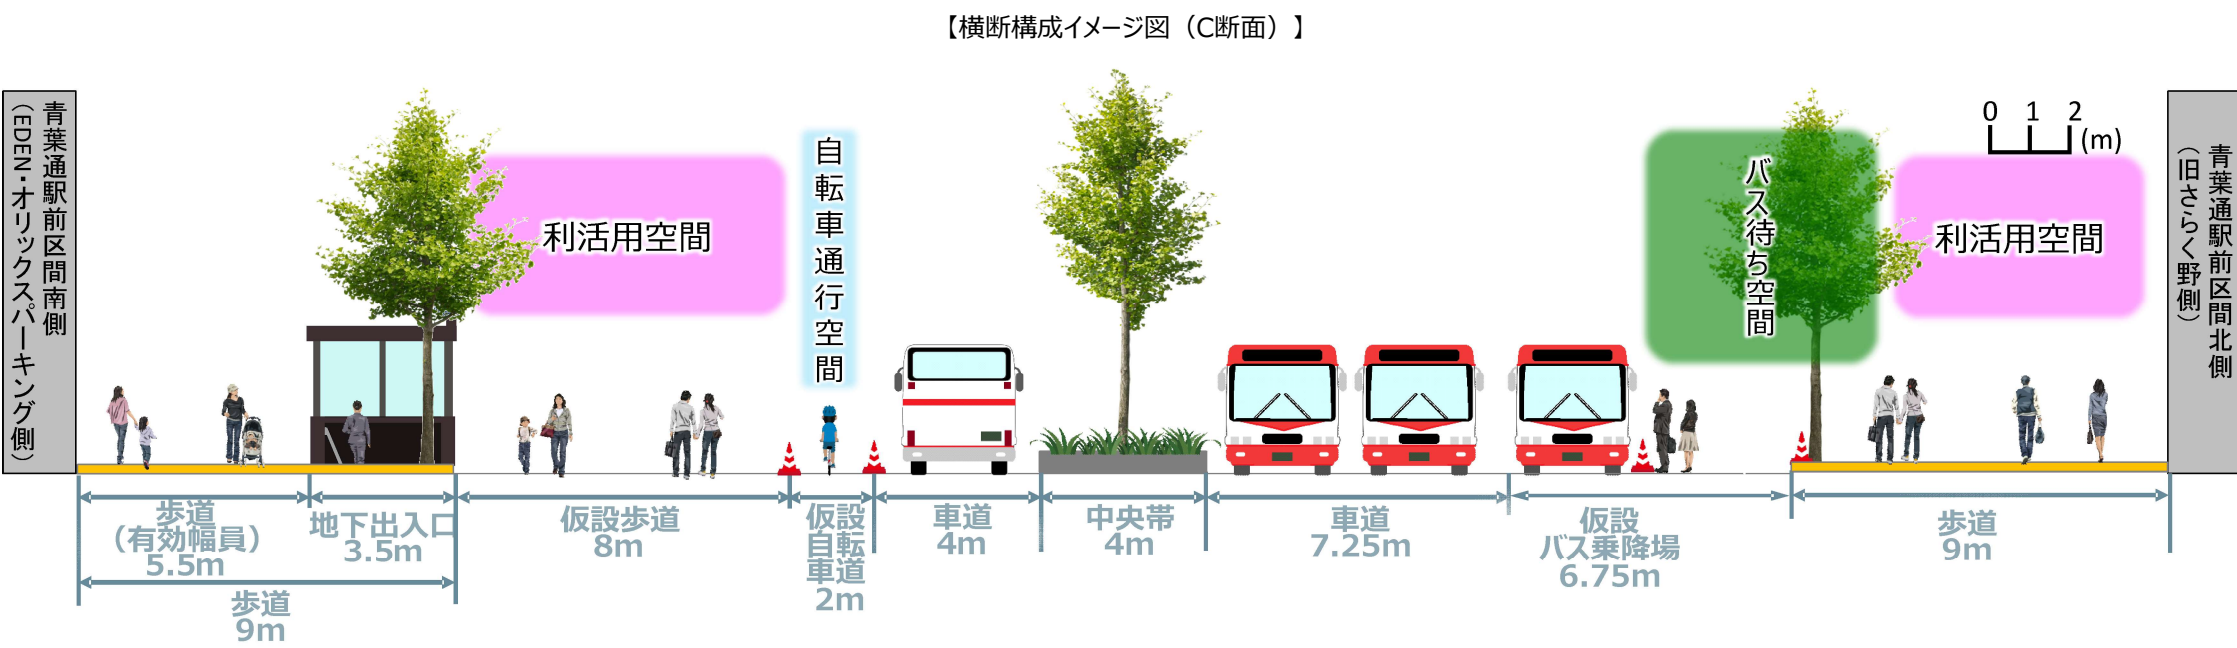 【横断構成イメージ図（C断面）】
青葉通駅前区間南側
（EDEN・オリックスパーキング側）
利活用空間
自転車通行空間
バス待ち空間
0 1 2
(m)
利活用空間
青葉通駅前区間北側
（旧さらく野側）
歩道
（有効幅員）
5.5m
地下出入口
3.5m
歩道
9m
仮設歩道
8m
仮設
自転
車道
2m
車道
4m
中央帯
4m
車道
7.25m
仮設
バス乗降場
6.75m
歩道
9m